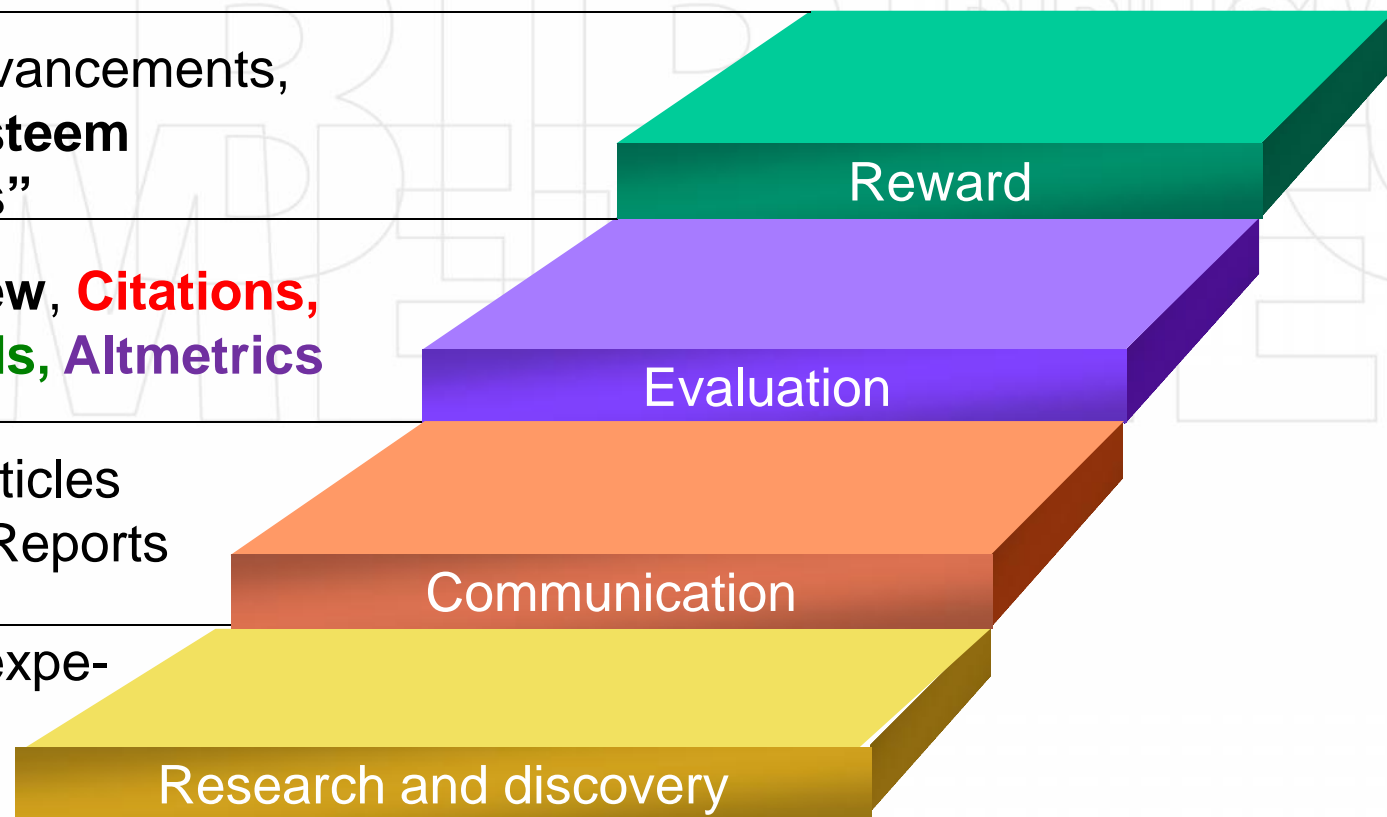 vancements,
steem
s”
Reward
ew, Citations,
ls, Altmetrics
Evaluation
ticles
Reports
Communication
expe-
Research and discovery